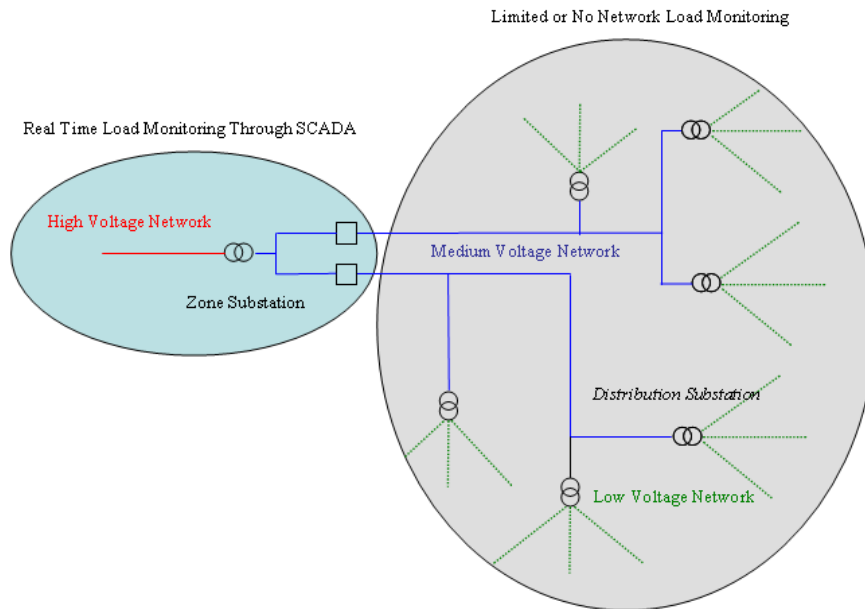 Limited or No Network Load Monitoring
Real Time Load Monitoring Through SCADA
High Voltage Network
Medium Voltage Network
Zone Substation
Distribution Substation
Low Voltage Network